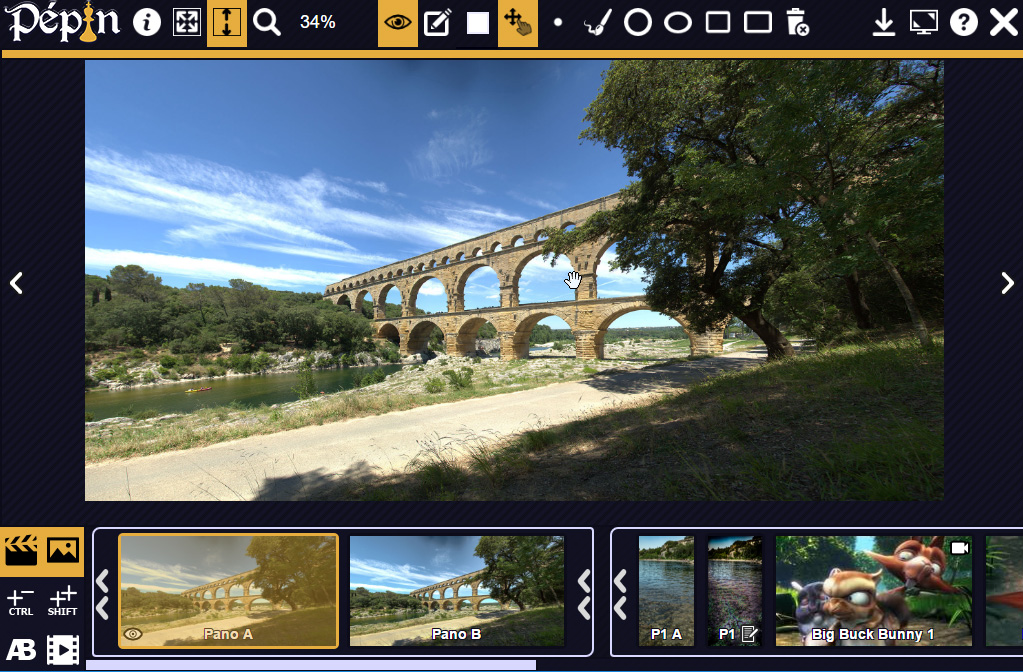 Pépin
34%
CTRL
SHIFT
AB
Pano A
Pano B
P1 A
P1
Big Buck Bunny 1